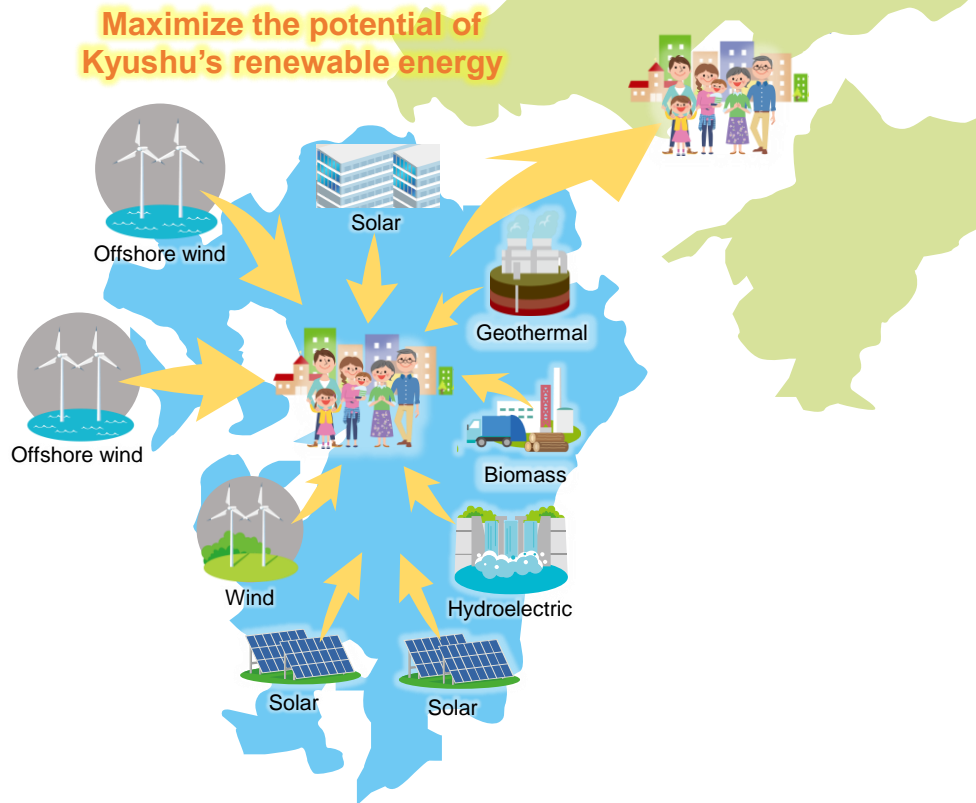 Maximize the potential of
Kyushu's renewable energy
Solar
Offshore wind
Geothermal
Offshore wind
Biomass
Wind
Hydroelectric
Solar
Solar